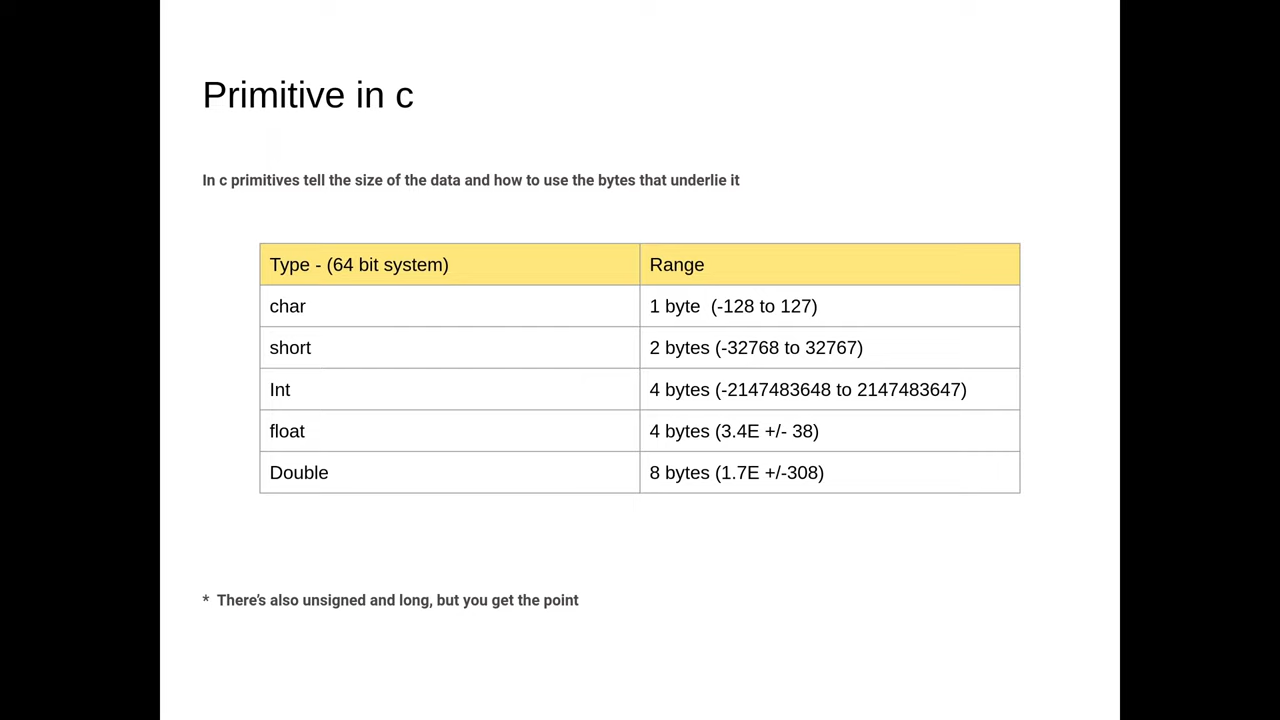 Primitive in c
In c primitives tell the size of the data and how to use the bytes that underlie it
Type - (64 bit system) Range
char 1 byte  (-128 to 127)
short 2 bytes (-32768 to 32767)
Int 4 bytes (-2147483648 to 2147483647)
float 4 bytes (3.4E +/- 38)
Double 8 bytes (1.7E +/-308)
*  There’s also unsigned and long, but you get the point